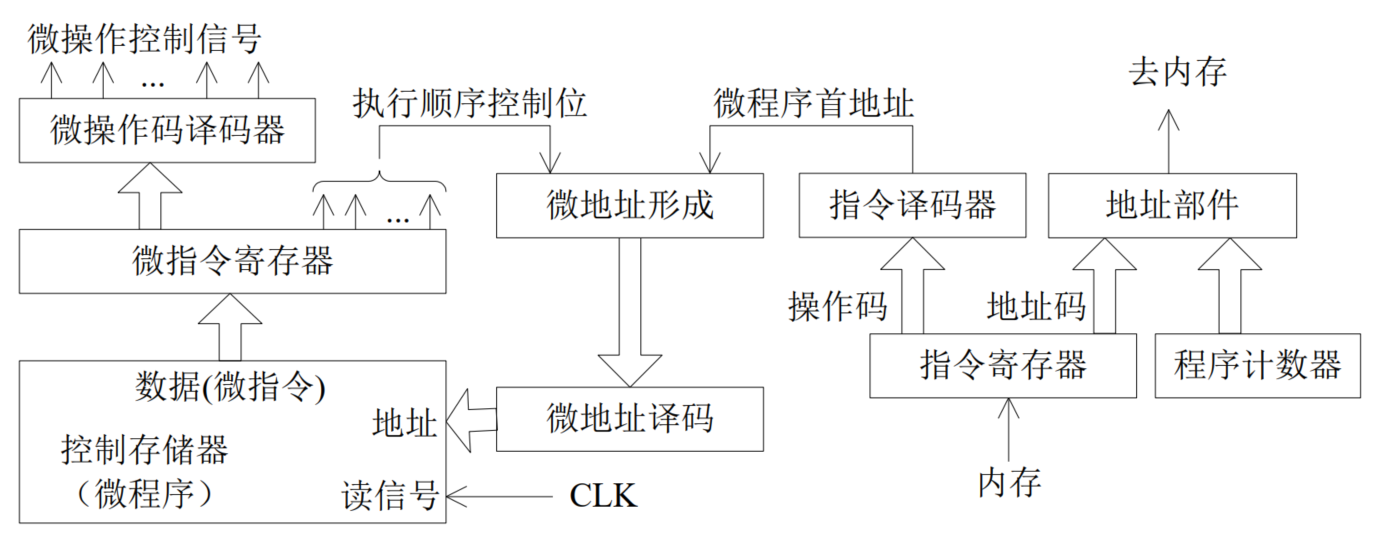 微操作控制信号
...
去内存
执行顺序控制位
微程序首地址
微操作码译码器
微地址形成
指令译码器
地址部件
...
微指令寄存器
操作码
地址码
数据(微指令)
指令寄存器
程序计数器
地址
微地址译码
控制存储器
（微程序）
读信号
CLK
内存